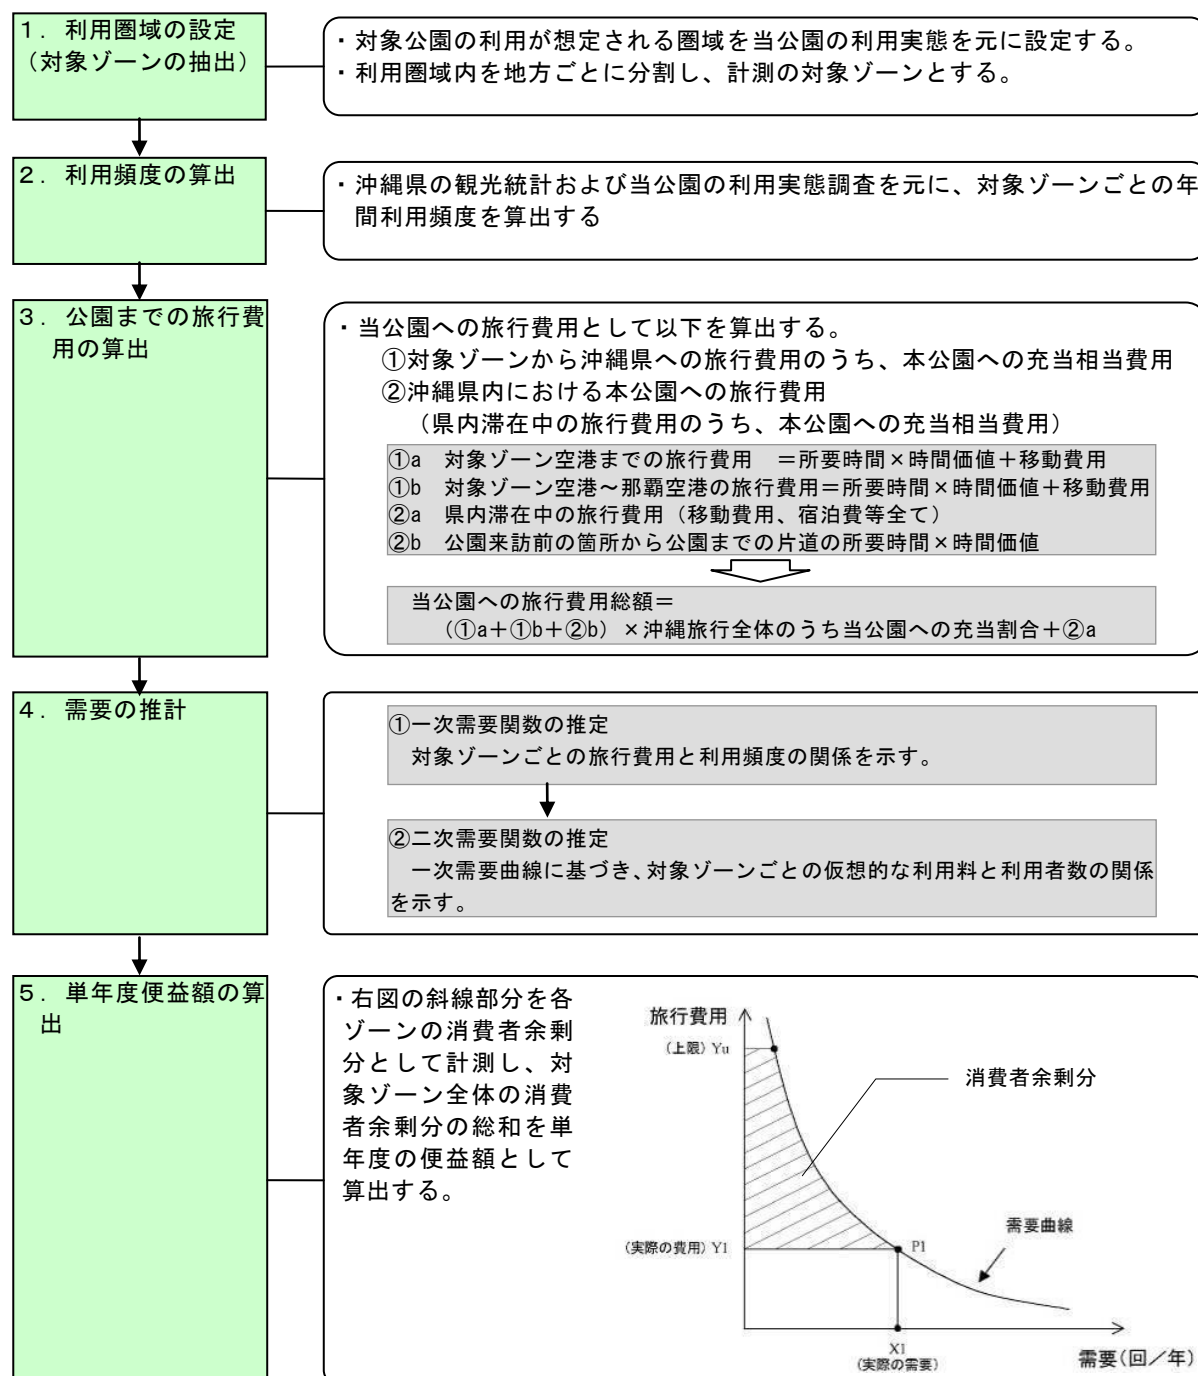 １．利用圏域の設定
（対象ゾーンの抽出）
・対象公園の利用が想定される圏域を当公園の利用実態を元に設定する。
・利用圏域内を地方ごとに分割し、計測の対象ゾーンとする。
２．利用頻度の算出
・沖縄県の観光統計および当公園の利用実態調査を元に、対象ゾーンごとの年
間利用頻度を算出する
３．公園までの旅行費
用の算出
・当公園への旅行費用として以下を算出する。
①対象ゾーンから沖縄県への旅行費用のうち、本公園への充当相当費用
②沖縄県内における本公園への旅行費用
（県内滞在中の旅行費用のうち、本公園への充当相当費用）
①a　対象ゾーン空港までの旅行費用　＝所要時間×時間価値＋移動費用
①b　対象ゾーン空港～那覇空港の旅行費用＝所要時間×時間価値＋移動費用
②a　県内滞在中の旅行費用（移動費用、宿泊費等全て）
②b　公園来訪前の箇所から公園までの片道の所要時間×時間価値
当公園への旅行費用総額＝
（①a＋①b＋②b）×沖縄旅行全体のうち当公園への充当割合＋②a
４．需要の推計
①一次需要関数の推定
対象ゾーンごとの旅行費用と利用頻度の関係を示す。
②二次需要関数の推定
一次需要曲線に基づき、対象ゾーンごとの仮想的な利用料と利用者数の関係
を示す。
５．単年度便益額の算
出
・右図の斜線部分を各
ゾーンの消費者余剰
分として計測し、対
象ゾーン全体の消費
者余剰分の総和を単
年度の便益額として
算出する。
旅行費用
(上限) Yu
消費者余剰分
需要曲線
(実際の費用) Y1
P1
X1
(実際の需要)
需要(回／年)